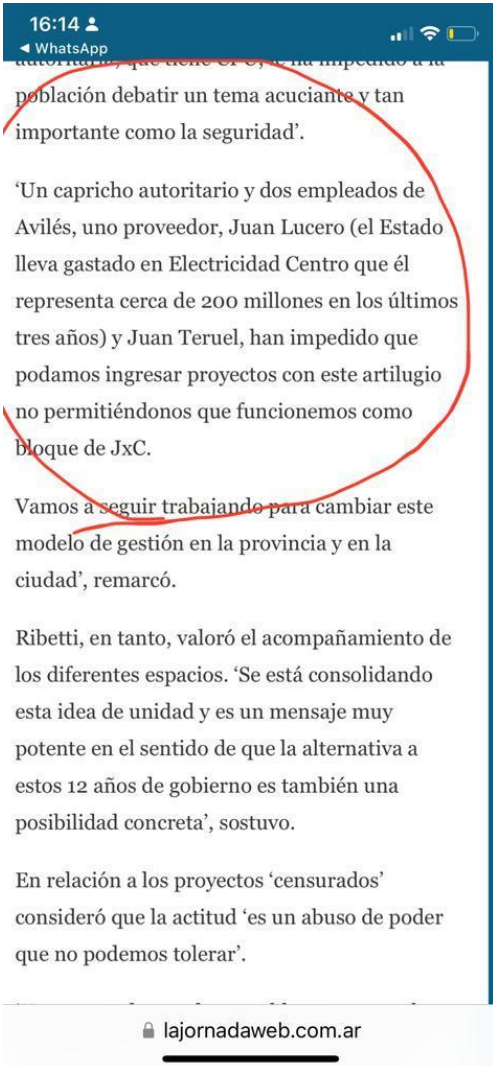 16:14
WhatsApp
población debatir un tema acuciante y tan
importante como la seguridad’.
‘Un capricho autoritario y dos empleados de
Avilés, uno proveedor, Juan Lucero (el Estado
lleva gastado en Electricidad Centro que él
representa cerca de 200 millones en los últimos
tres años) y Juan Teruel, han impedido que
podamos ingresar proyectos con este artilugio
no permitiéndonos que funcionemos como
bloque de JxC.
Vamos a seguir trabajando para cambiar este
modelo de gestión en la provincia y en la
ciudad’, remarcó.
Ribetti, en tanto, valoró el acompañamiento de
los diferentes espacios. ‘Se está consolidando
esta idea de unidad y es un mensaje muy
potente en el sentido de que la alternativa a
estos 12 años de gobierno es también una
posibilidad concreta’, sostuvo.
En relación a los proyectos ‘censurados’
consideró que la actitud ‘es un abuso de poder
que no podemos tolerar’.
lajornadaweb.com.ar